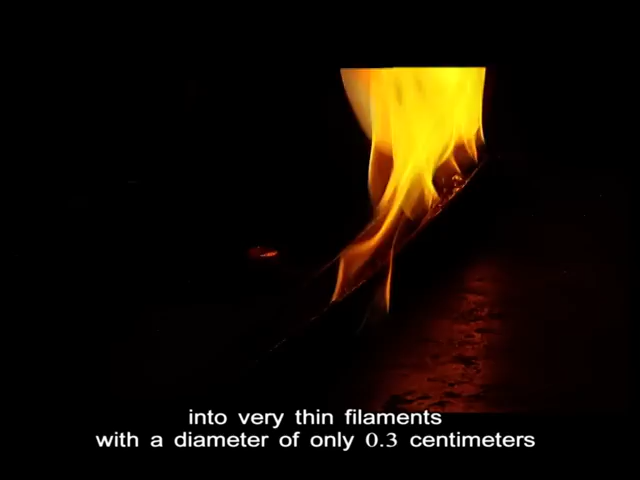 into very thin filaments
with a diameter of only 0.3 centimeters